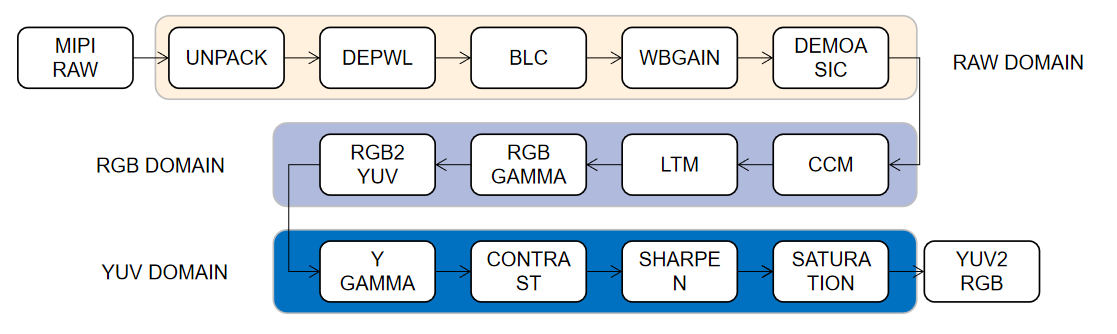 MIPI
RAW
UNPACK
DEPWL
BLC
WBGAIN
DEMOA
SIC
RAW DOMAIN
RGB DOMAIN
RGB2
YUV
RGB
GAMMA
LTM
CCM
YUV DOMAIN
Y
GAMMA
CONTRA
ST
SHARPE
N
SATURA
TION
YUV2
RGB